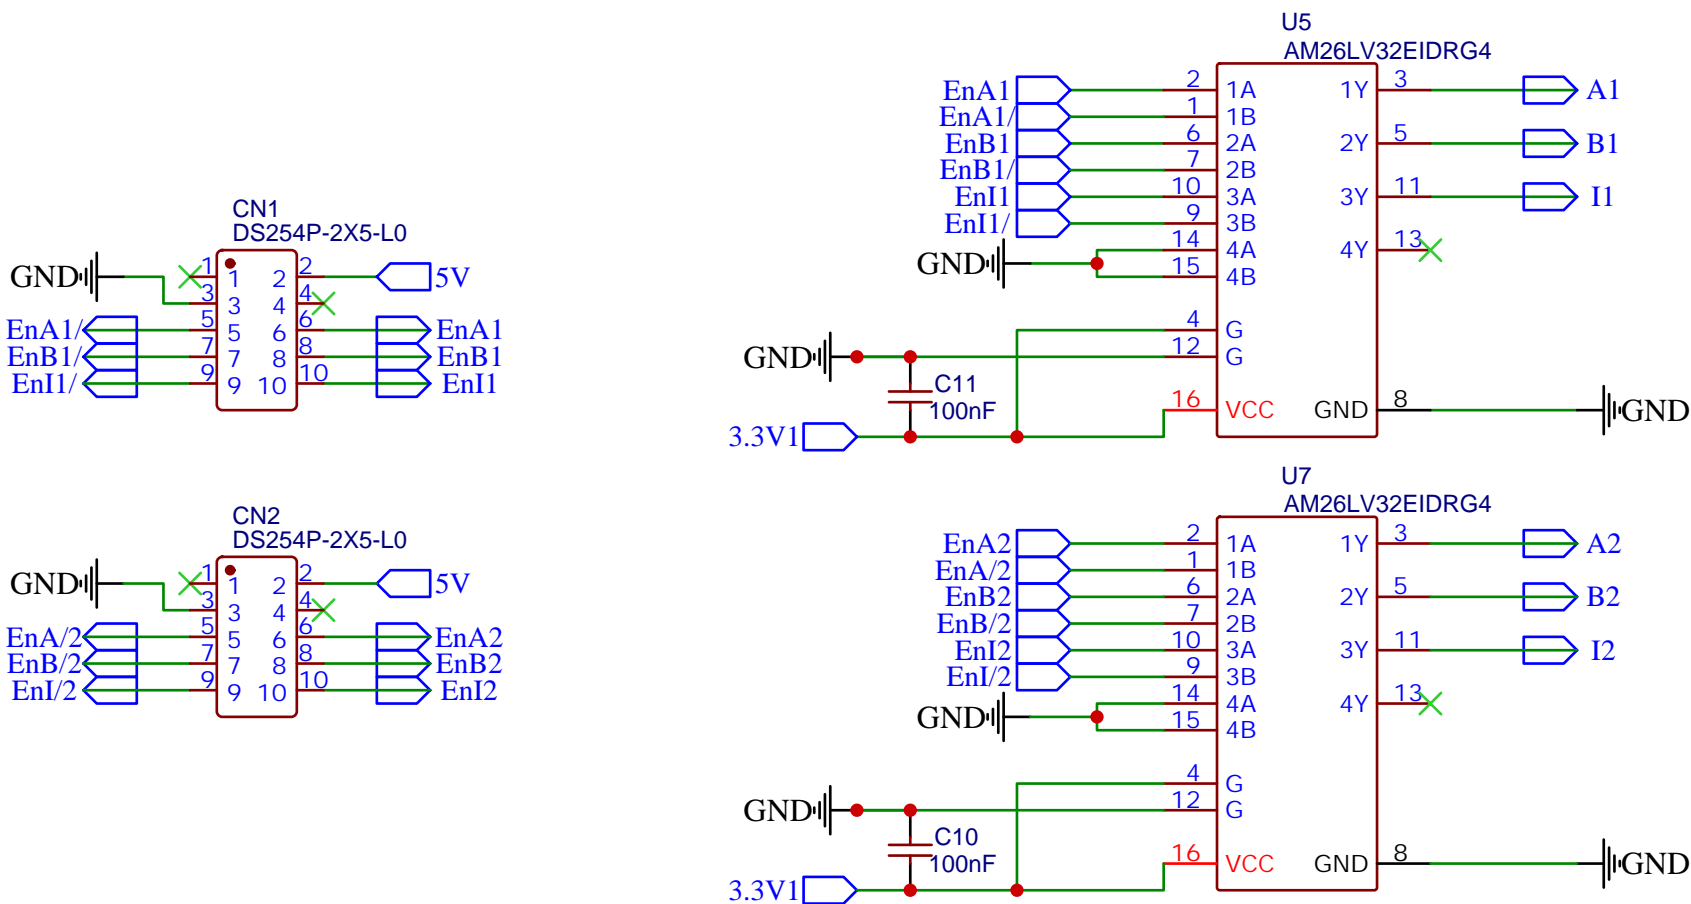 U5
AM26LV32EIDRG4
EnA1 2 1A 1Y 3 A1
EnA1/ 1 1B
EnB1 6 2A 2Y 5 B1
EnB1/ 7 2B
EnI1 10 3A 3Y 11 I1
EnI1/ 9 3B
GND 14 4A 4Y 13
15 4B
4 G
GND 12 G
C11
100nF
16 VCC GND 8 GND
3.3V1
CN1
DS254P-2X5-L0
GND 1 1 2 2 5V
3 3 4 4
EnA1/ 5 5 6 6 EnA1
EnB1/ 7 7 8 8 EnB1
EnI1/ 9 9 10 10 EnI1
U7
AM26LV32EIDRG4
EnA2 2 1A 1Y 3 A2
EnA/2 1 1B
EnB2 6 2A 2Y 5 B2
EnB/2 7 2B
EnI2 10 3A 3Y 11 I2
EnI/2 9 3B
GND 14 4A 4Y 13
15 4B
4 G
GND 12 G
C10
100nF
16 VCC GND 8 GND
3.3V1
CN2
DS254P-2X5-L0
GND 1 1 2 2 5V
3 3 4 4
EnA/2 5 5 6 6 EnA2
EnB/2 7 7 8 8 EnB2
EnI/2 9 9 10 10 EnI2